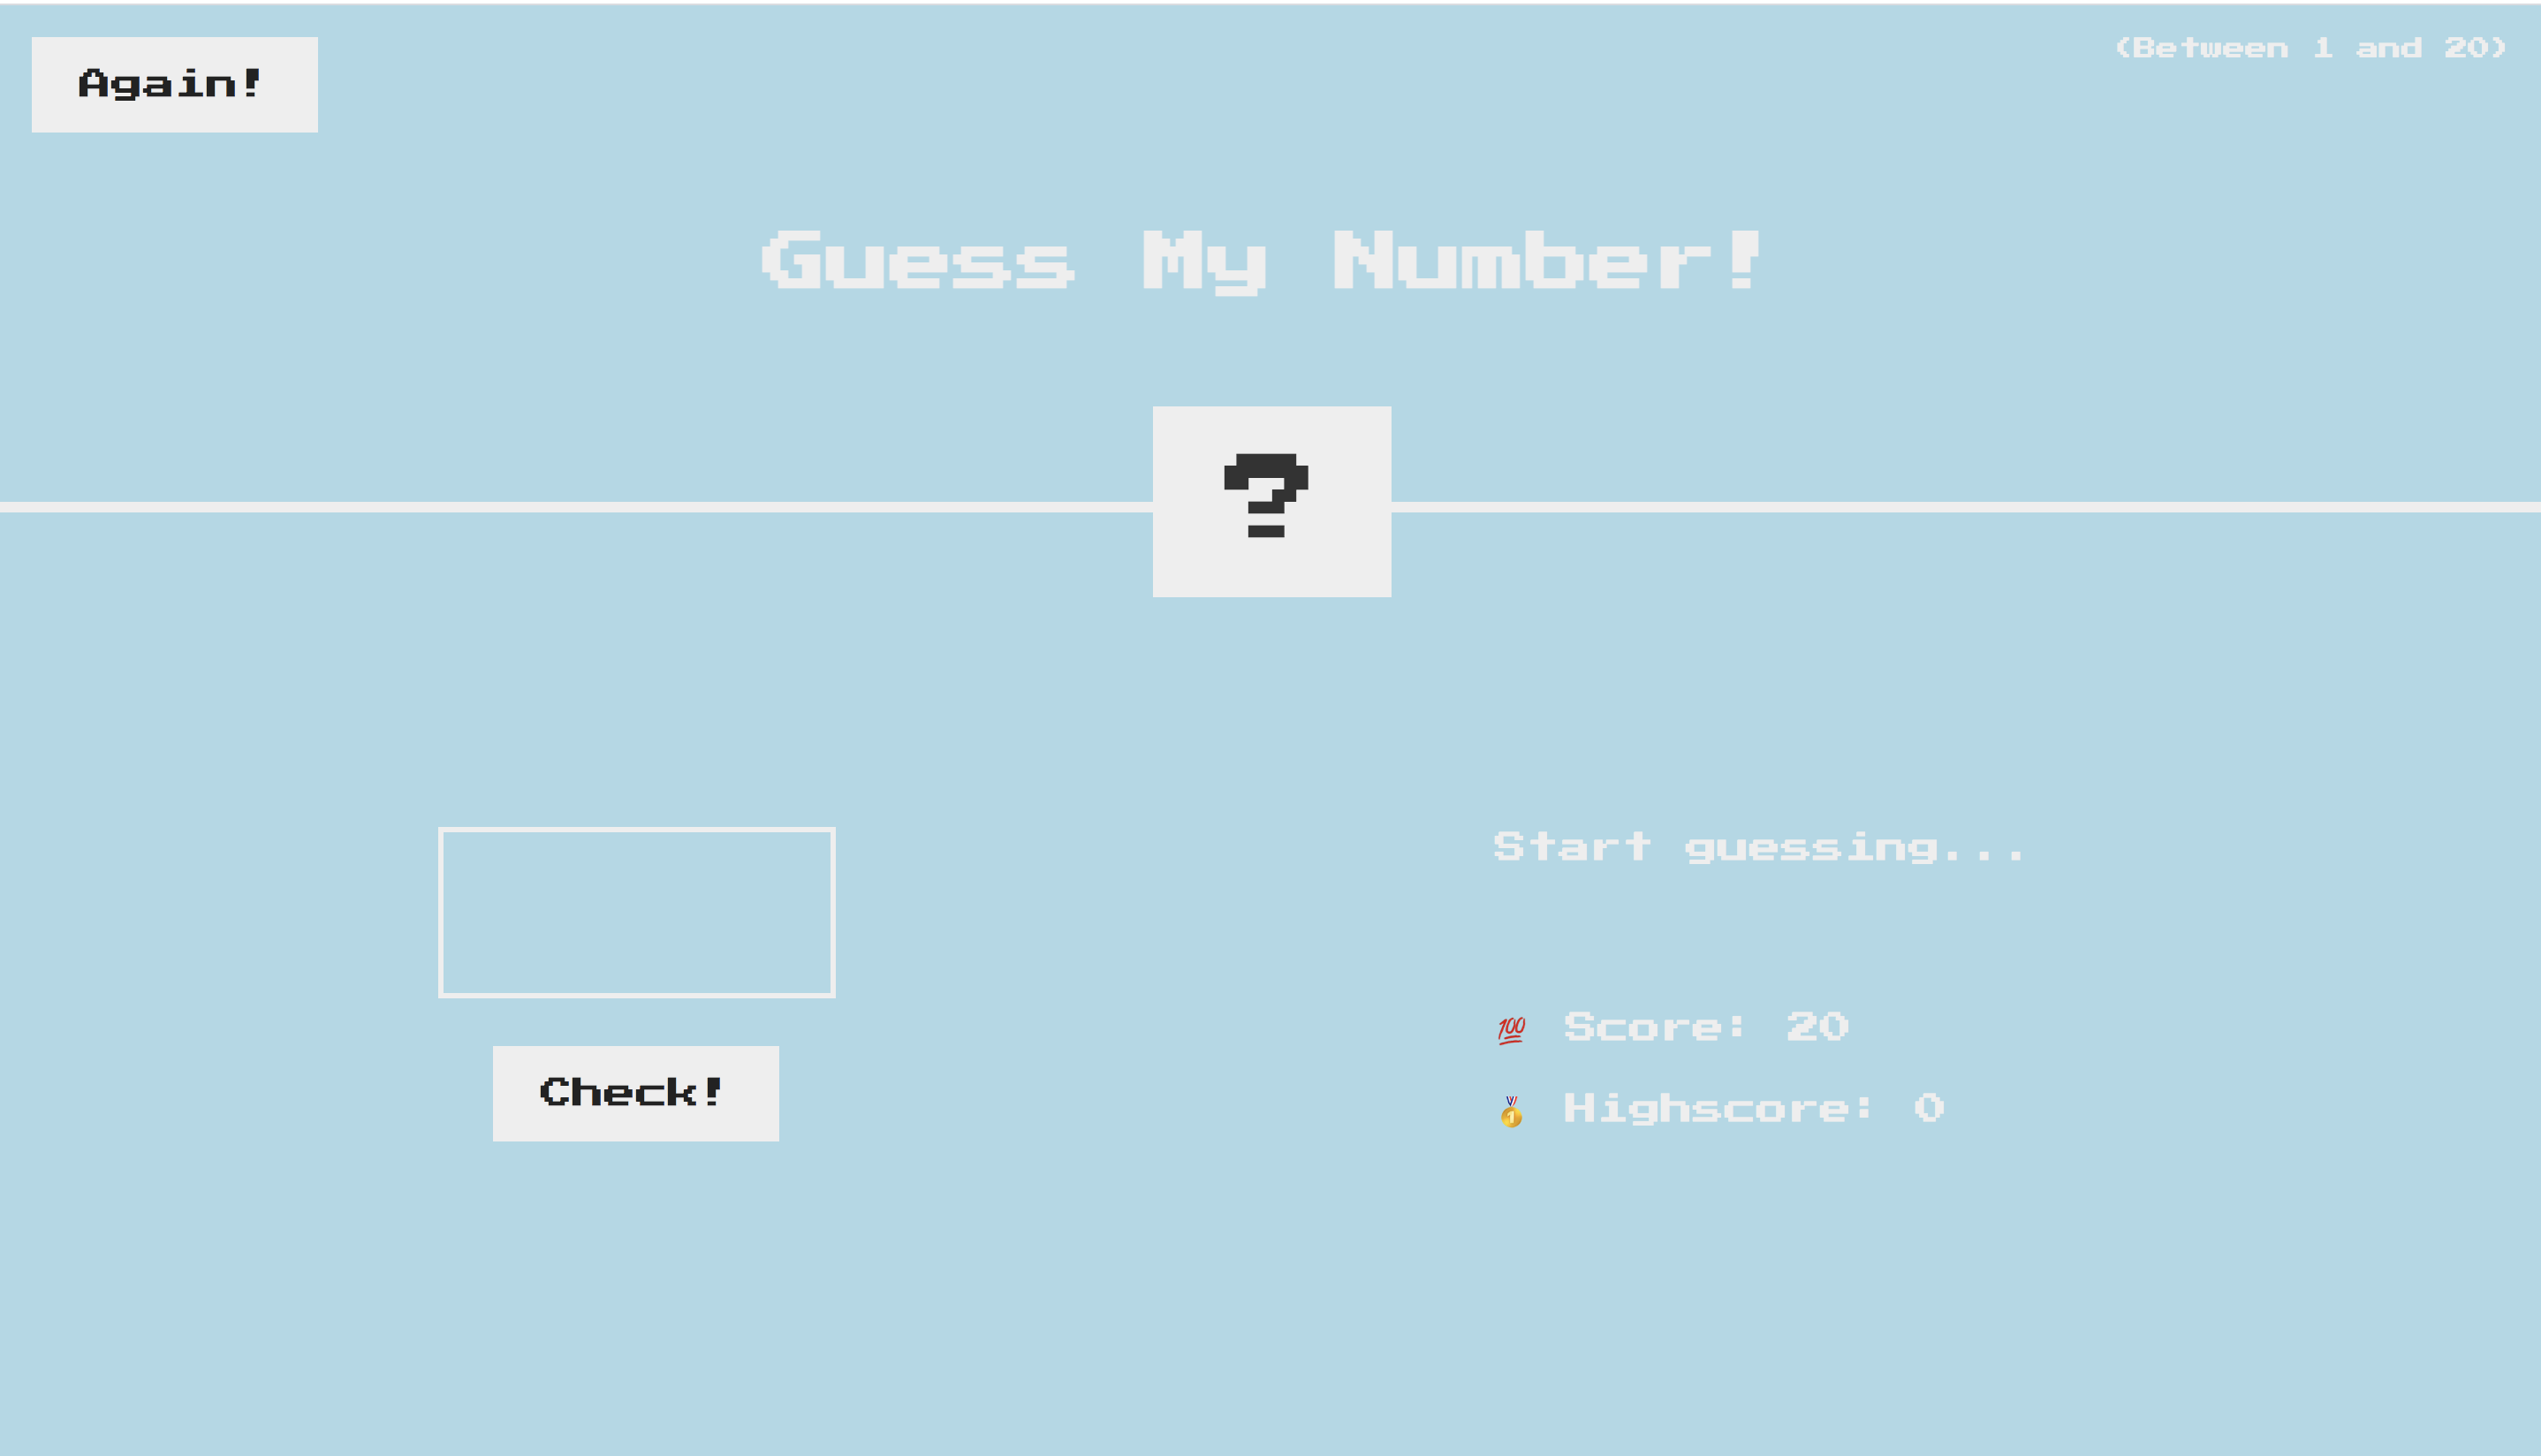 Again!
(Between 1 and 20)
Guess My Number!
?
Start guessing...
💯 Score: 20
🥇 Highscore: 0
Check!